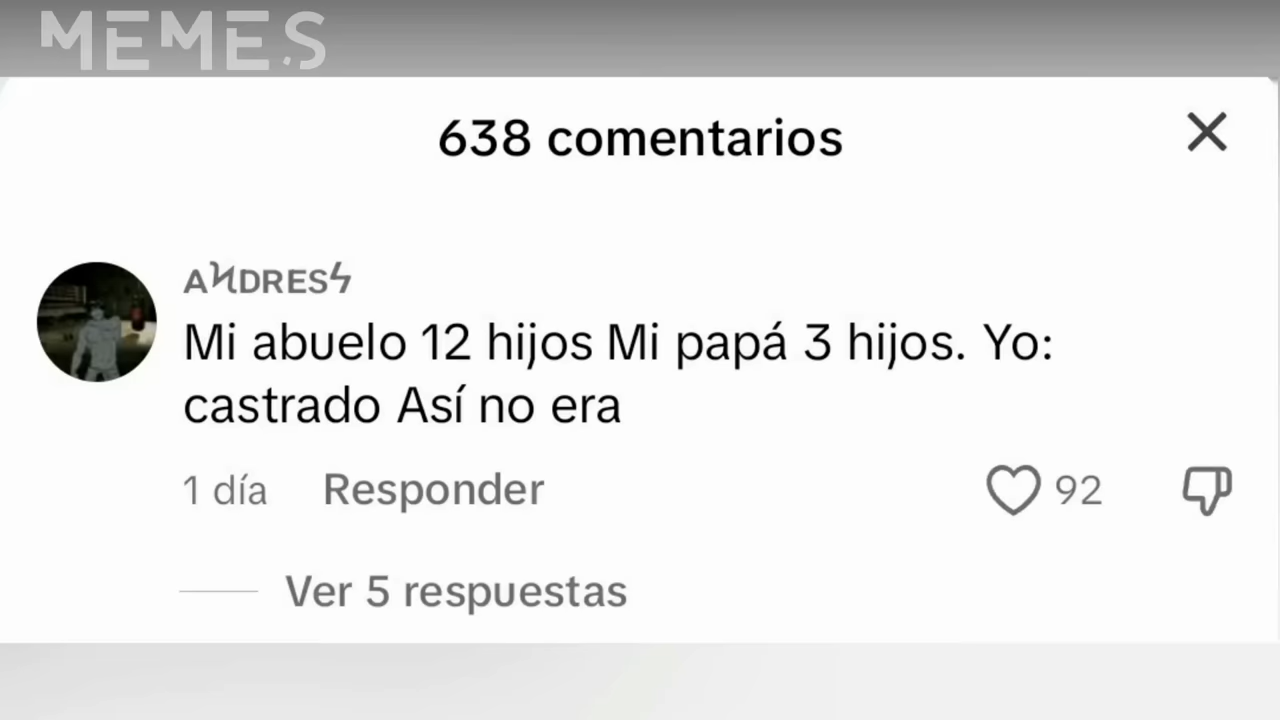 MEMES
638 comentarios
AՒDRESϟ
Mi abuelo 12 hijos Mi papá 3 hijos. Yo:
castrado Así no era
1 día Responder 92
Ver 5 respuestas